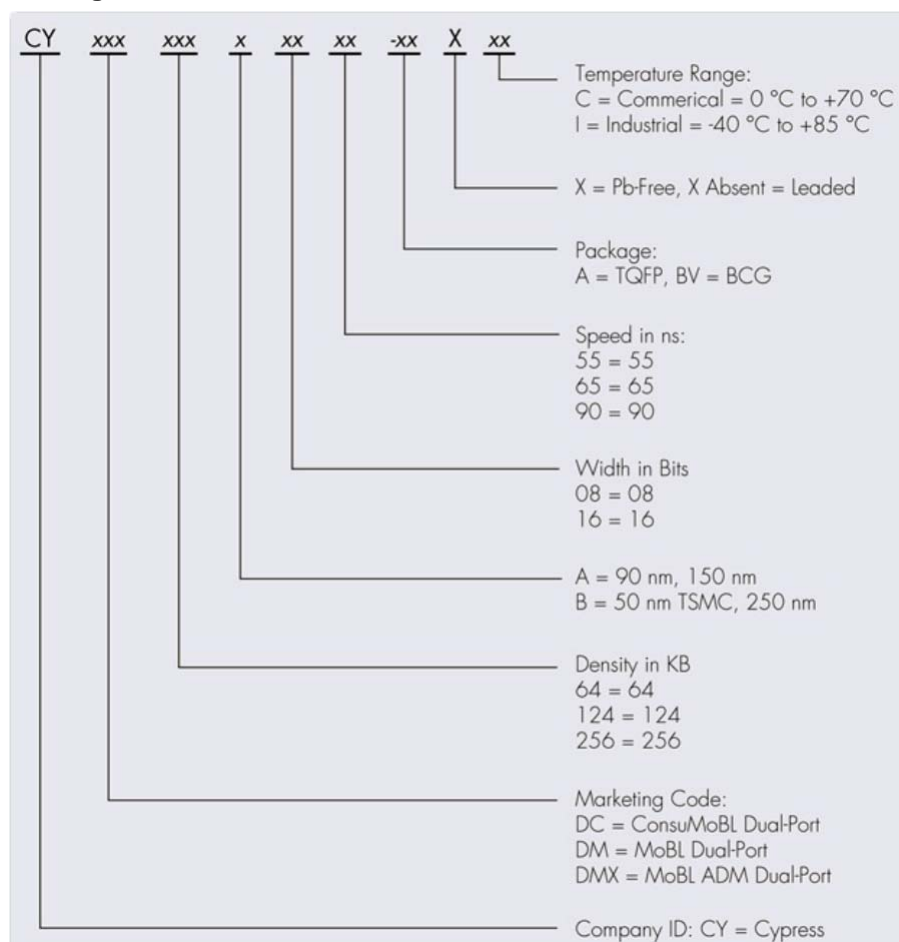 CY xxx xxx x xx xx -xx X xx
Temperature Range:
C = Commerical = 0 °C to +70 °C
I = Industrial = -40 °C to +85 °C
X = Pb-Free, X Absent = Leaded
Package:
A = TQFP, BV = BCG
Speed in ns:
55 = 55
65 = 65
90 = 90
Width in Bits
08 = 08
16 = 16
A = 90 nm, 150 nm
B = 50 nm TSMC, 250 nm
Density in KB
64 = 64
124 = 124
256 = 256
Marketing Code:
DC = ConsuMoBL Dual-Port
DM = MoBL Dual-Port
DMX = MoBL ADM Dual-Port
Company ID: CY = Cypress